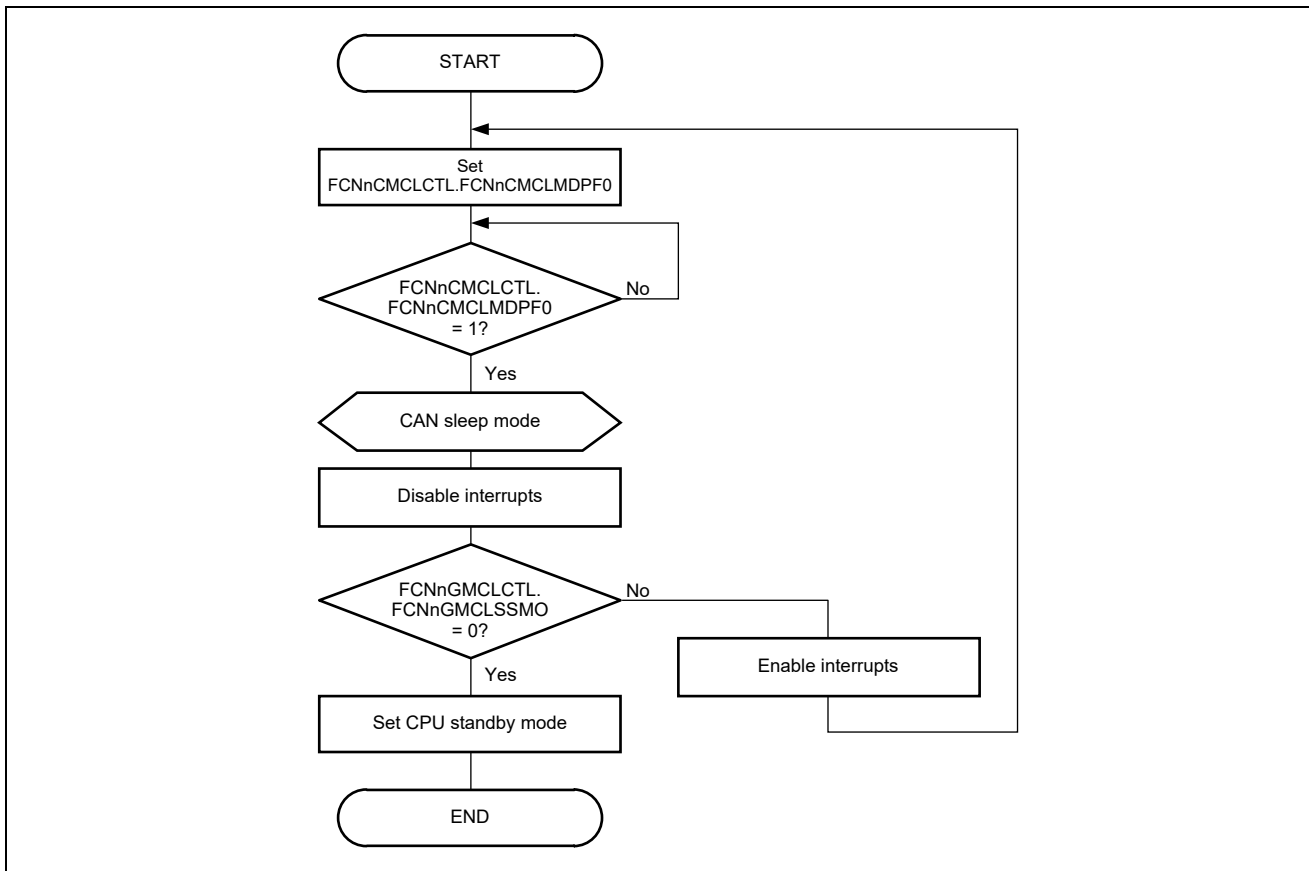 START
Set
FCNnCMCLCTL.FCNnCMCLMDPF0
FCNnCMCLCTL.
FCNnCMCLMDPF0
= 1?
No
Yes
CAN sleep mode
Disable interrupts
FCNnGMCLCTL.
FCNnGMCLSSMO
= 0?
No
Enable interrupts
Yes
Set CPU standby mode
END